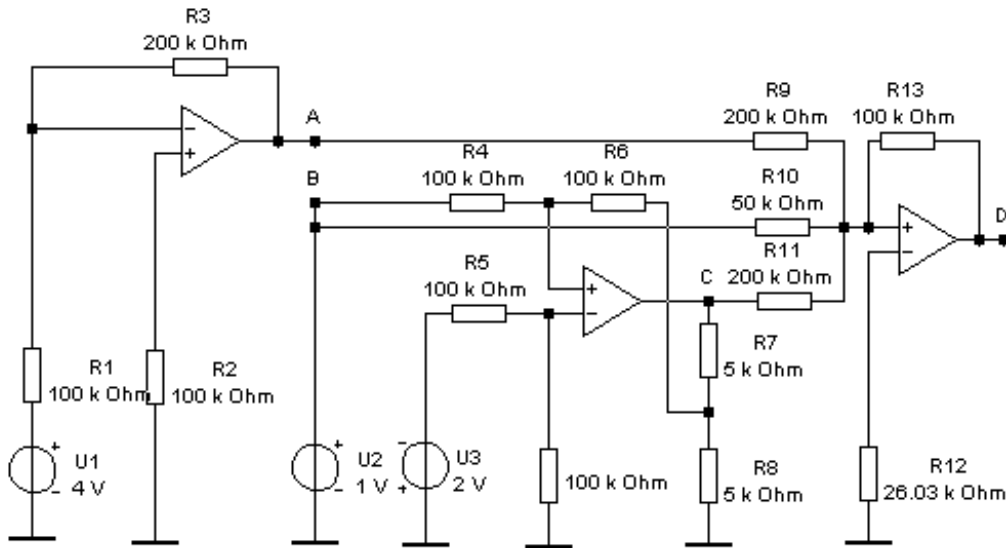 R3
200 k Ohm
A
R9
200 k Ohm
R13
100 k Ohm
B
R4
100 k Ohm
R6
100 k Ohm
R10
50 k Ohm
D
R5
100 k Ohm
C
R11
200 k Ohm
R1
100 k Ohm
R2
100 k Ohm
R7
5 k Ohm
U1
4 V
U2
1 V
U3
2 V
100 k Ohm
R8
5 k Ohm
R12
26.03 k Ohm